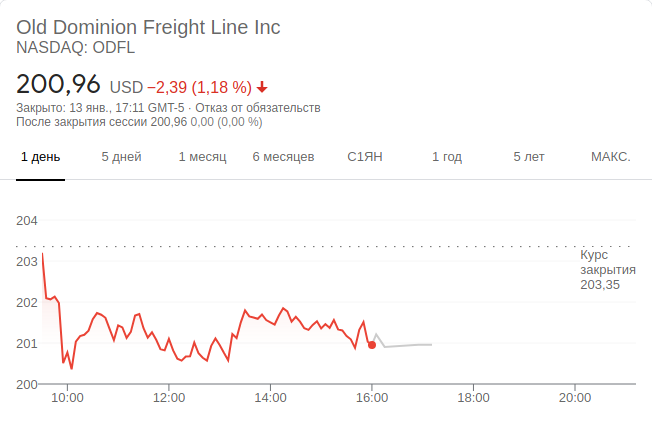 Old Dominion Freight Line Inc
NASDAQ: ODFL
200,96 USD −2,39 (1,18 %)
Закрыто: 13 янв., 17:11 GMT-5 · Отказ от обязательств
После закрытия сессии 200,96 0,00 (0,00 %)
1 день 5 дней 1 месяц 6 месяцев С1ЯН 1 год 5 лет МАКС.
204
203
202
201
200
Курс
закрытия
203,35
10:00 12:00 14:00 16:00 18:00 20:00